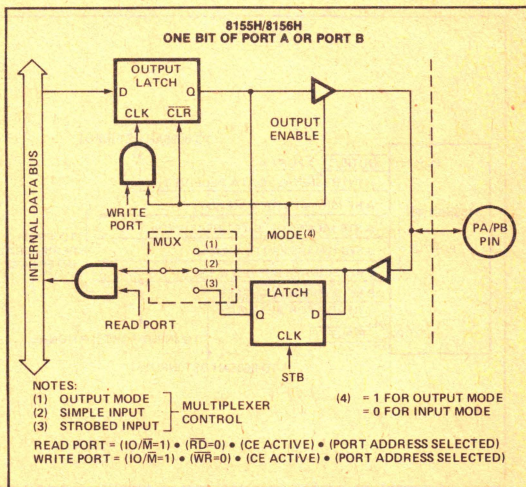 8155H/8156H
ONE BIT OF PORT A OR PORT B
OUTPUT
LATCH
D
Q
CLK
CLR
OUTPUT
ENABLE
INTERNAL DATA BUS
WRITE
PORT
MODE(4)
MUX
(1)
(2)
(3)
PA/PB
PIN
READ PORT
LATCH
Q
D
CLK
STB
NOTES:
(1) OUTPUT MODE
(2) SIMPLE INPUT
(3) STROBED INPUT
MULTIPLEXER
CONTROL
(4) = 1 FOR OUTPUT MODE
= 0 FOR INPUT MODE
READ PORT = (IO/M̅=1) • (R̅D̅=0) • (CE ACTIVE) • (PORT ADDRESS SELECTED)
WRITE PORT = (IO/M̅=1) • (W̅R̅=0) • (CE ACTIVE) • (PORT ADDRESS SELECTED)